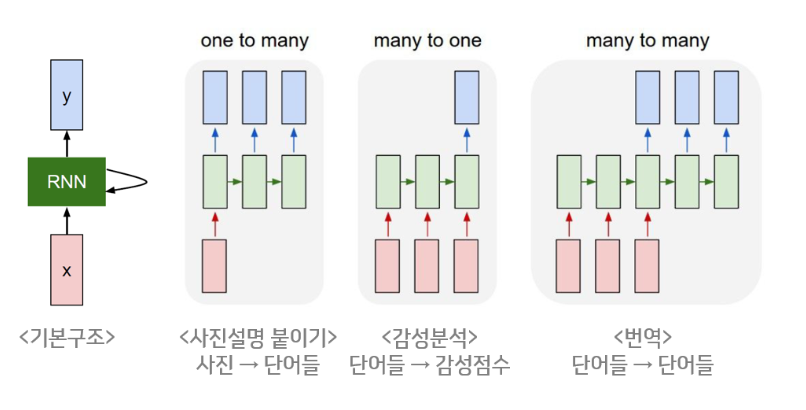 one to many
many to one
many to many
y
RNN
x
<기본구조>
<사진설명 붙이기>
사진 → 단어들
<감성분석>
단어들 → 감성점수
<번역>
단어들 → 단어들